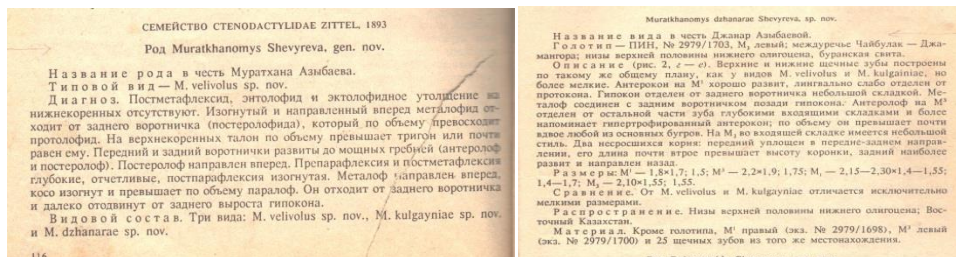 СЕМЕЙСТВО CTENODACTYLIDAE ZITTEL, 1893
Род Muratkhanomys Shevyreva, gen. nov.
Название рода в честь Муратхана Азыбаева.
Типовой вид — M. velivolus sp. nov.
Диагноз. Постметафлексид, энтолофид и эктолофидное утолщение на
нижнекоренных отсутствуют. Изогнутый и направленный вперед металофид от-
ходит от заднего воротничка (постеролофида), который по объему превосходит
протолофид. На верхнекоренных талон по объему превышает тригон или почти
равен ему. Передний и задний воротнички развиты до мощных гребней (антеролоф
и постеролоф). Постеролоф направлен вперед. Препарафлексия и постметафлексия
глубокие, отчетливые, постпарафлексия изогнутая. Металоф направлен вперед,
косо изогнут и превышает по объему паралоф. Он отходит от заднего воротничка
и далеко отодвинут от заднего выроста гипокона.
Видовой состав. Три вида: M. velivolus sp. nov., M. kulgayniae sp. nov.
и M. dzhanarae sp. nov.
116
Muratkhanomys dzhanarae Shevyreva, sp. nov.
Название вида в честь Джанар Азыбаевой.
Голотип — ПИН, № 2979/1703, M₁ левый; междуречье Чайбулак — Джа-
мангора; низы верхней половины нижнего олигоцена, буранская свита.
Описание (рис. 2, г — е). Верхние и нижние щечные зубы построены
по такому же общему плану, как у видов M. velivolus и M. kulgainiae, но
более мелкие. Антерокон на M¹ хорошо развит, лингвально слабо отделен от
протокона. Гипокон отделен от заднего воротничка небольшой складкой. Ме-
талоф соединен с задним воротничком позади гипокона. Антеролоф на M³
отделен от остальной части зуба глубокими входящими складками и более
напоминает гипертрофированный антерокон; по объему он превышает почти
вдвое любой из основных бугров. На M₁ во входящей складке имеется небольшой
стиль. Два несросшихся корня: передний уплощен в передне-заднем направ-
лении, его длина почти втрое превышает высоту коронки, задний наиболее
развит и направлен назад.
Размеры: M¹ — 1,8×1,7; 1,5; M³ — 2,2×1,9; 1,75; M₁ — 2,15—2,30×1,4—1,55;
1,4—1,7; M₂ — 2,10×1,55; 1,55.
Сравнение. От M. velivolus и M. kulgayniae отличается исключительно
мелкими размерами.
Распространение. Низы верхней половины нижнего олигоцена; Вос-
точный Казахстан.
Материал. Кроме голотипа, M¹ правый (экз. № 2979/1698), M³ левый
(экз. № 2979/1700) и 25 щечных зубов из того же местонахождения.